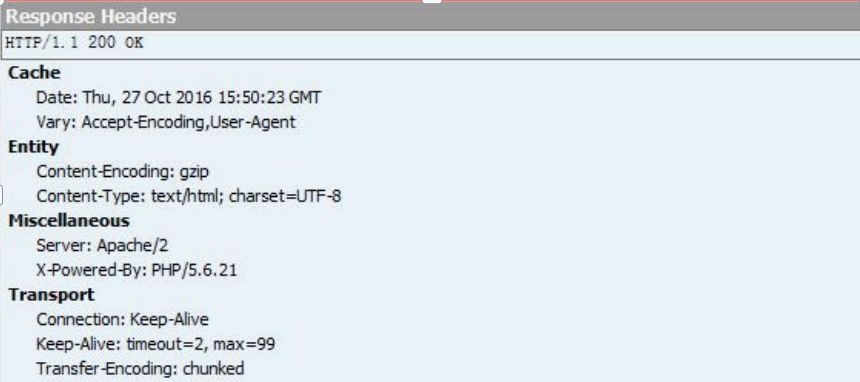 Response Headers
HTTP/1.1 200 OK
Cache
Date: Thu, 27 Oct 2016 15:50:23 GMT
Vary: Accept-Encoding,User-Agent
Entity
Content-Encoding: gzip
Content-Type: text/html; charset=UTF-8
Miscellaneous
Server: Apache/2
X-Powered-By: PHP/5.6.21
Transport
Connection: Keep-Alive
Keep-Alive: timeout=2, max=99
Transfer-Encoding: chunked